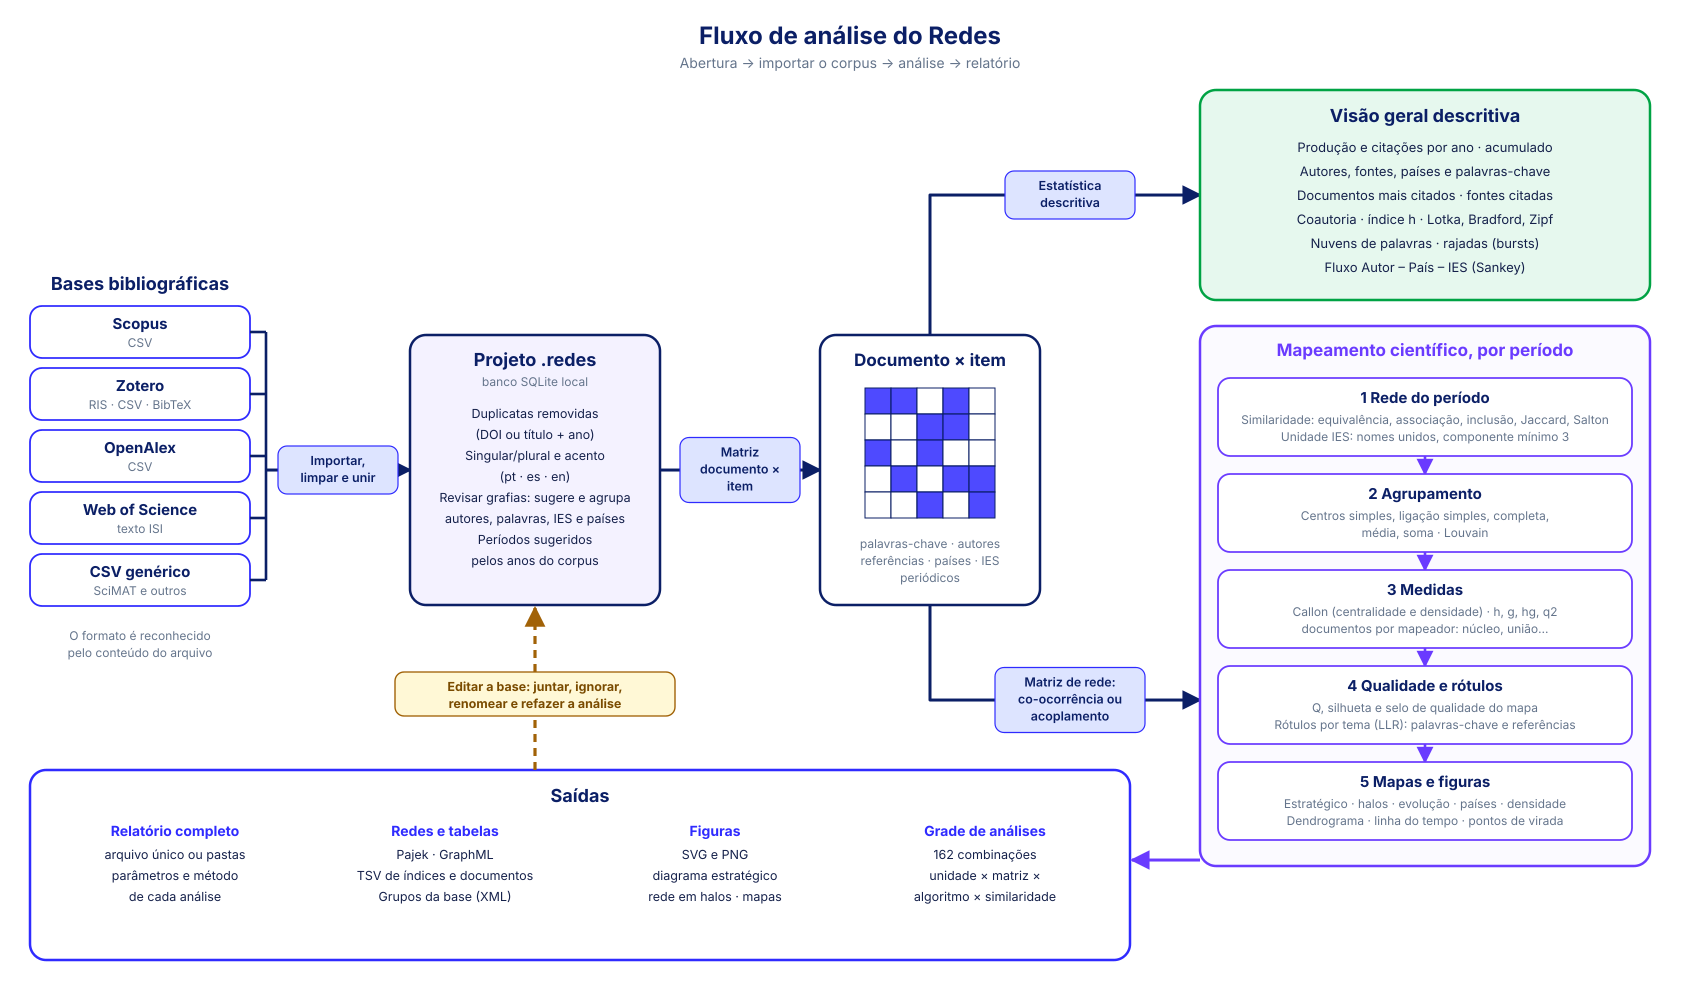 Fluxo de análise do Redes
Abertura → importar o corpus → análise → relatório
Bases bibliográficas
Scopus
CSV
Zotero
RIS · CSV · BibTeX
OpenAlex
CSV
Web of Science
texto ISI
CSV genérico
SciMAT e outros
O formato é reconhecido
pelo conteúdo do arquivo
Importar,
limpar e unir
Projeto .redes
banco SQLite local
Duplicatas removidas
(DOI ou título + ano)
Singular/plural e acento
(pt · es · en)
Revisar grafias: sugere e agrupa
autores, palavras, IES e países
Períodos sugeridos
pelos anos do corpus
Matriz
documento ×
item
Documento × item
palavras-chave · autores
referências · países · IES
periódicos
Estatística
descritiva
Visão geral descritiva
Produção e citações por ano · acumulado
Autores, fontes, países e palavras-chave
Documentos mais citados · fontes citadas
Coautoria · índice h · Lotka, Bradford, Zipf
Nuvens de palavras · rajadas (bursts)
Fluxo Autor – País – IES (Sankey)
Matriz de rede:
co-ocorrência ou
acoplamento
Mapeamento científico, por período
1 Rede do período
Similaridade: equivalência, associação, inclusão, Jaccard, Salton
Unidade IES: nomes unidos, componente mínimo 3
2 Agrupamento
Centros simples, ligação simples, completa,
média, soma · Louvain
3 Medidas
Callon (centralidade e densidade) · h, g, hg, q2
documentos por mapeador: núcleo, união...
4 Qualidade e rótulos
Q, silhueta e selo de qualidade do mapa
Rótulos por tema (LLR): palavras-chave e referências
5 Mapas e figuras
Estratégico · halos · evolução · países · densidade
Dendrograma · linha do tempo · pontos de virada
Editar a base: juntar, ignorar,
renomear e refazer a análise
Saídas
Relatório completo
arquivo único ou pastas
parâmetros e método
de cada análise
Redes e tabelas
Pajek · GraphML
TSV de índices e documentos
Grupos da base (XML)
Figuras
SVG e PNG
diagrama estratégico
rede em halos · mapas
Grade de análises
162 combinações
unidade × matriz ×
algoritmo × similaridade